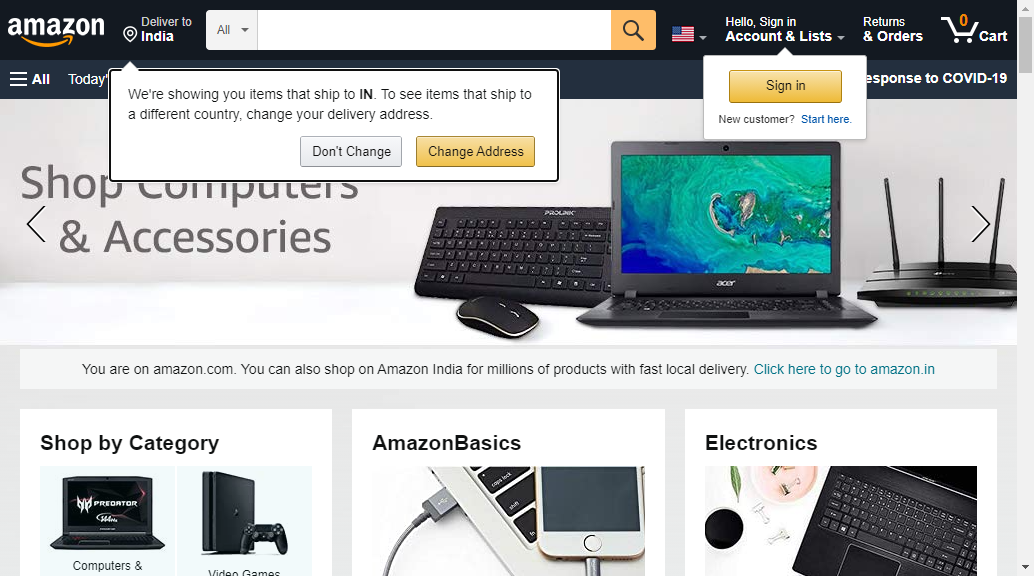 amazon
Deliver to
India
All
Hello, Sign in
Account & Lists
Returns
& Orders
0
Cart
All
Today'
esponse to COVID-19
We're showing you items that ship to IN. To see items that ship to
a different country, change your delivery address.
Don't Change
Change Address
Sign in
New customer? Start here.
Shop Computers
& Accessories
PROLINK
acer
You are on amazon.com. You can also shop on Amazon India for millions of products with fast local delivery. Click here to go to amazon.in
Shop by Category
AmazonBasics
Electronics
PREDATOR
144Hz
caps lock
shift
Computers &
Video Games